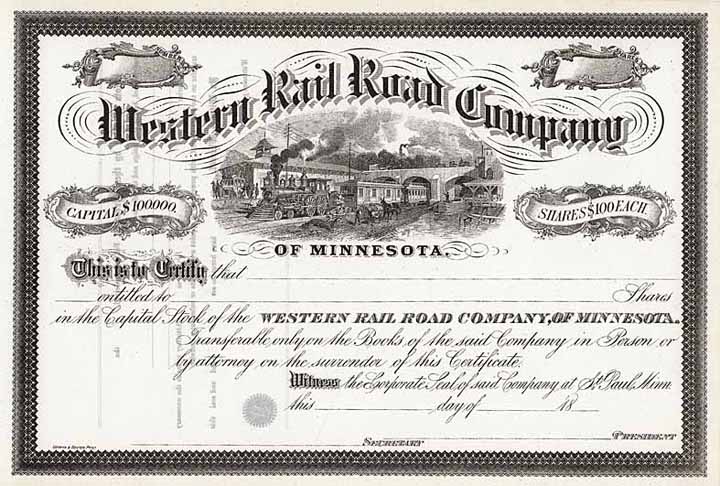 Western Rail Road Company
CAPITAL, $100,000.
SHARES $100 EACH.
OF MINNESOTA.
This is to Certify that
entitled to Shares
in the Capital Stock of the WESTERN RAIL ROAD COMPANY, OF MINNESOTA.
Transferable only on the Books of the said Company in Person or
by attorney on the surrender of this Certificate.
Witness the Corporate Seal of said Company at St. Paul, Minn.
this day of 18
SECRETARY
PRESIDENT